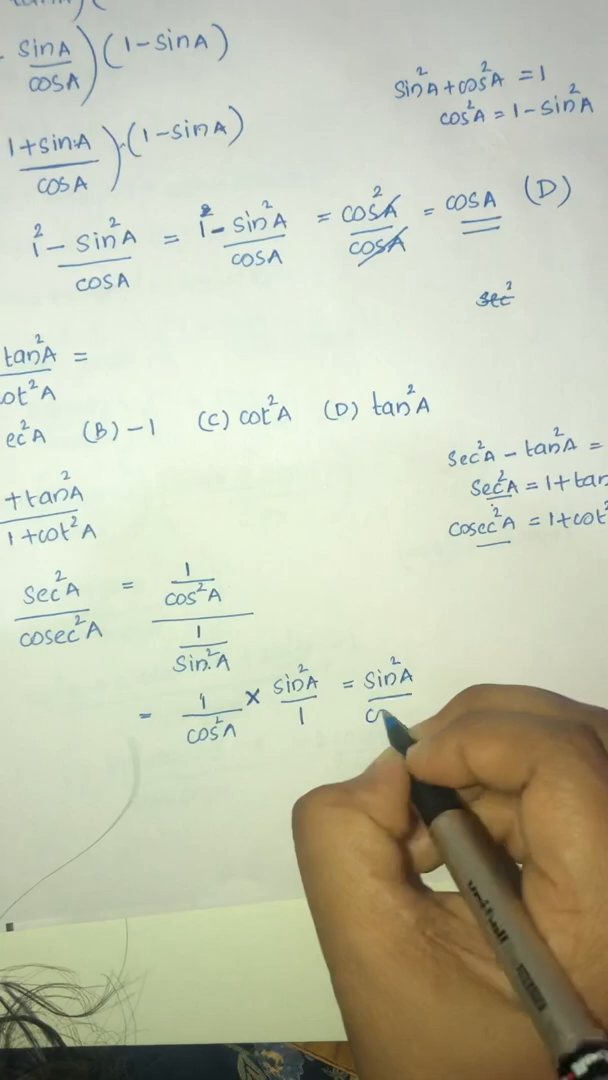 - sinA/cosA)(1-sinA)
sin²A+cos²A = 1
cos²A = 1-sin²A
1+sinA/cosA)·(1-sinA)
1²-sin²A/cosA = 1²-sin²A/cosA = cos²A/cosA = cosA (D)
sec²
tan²A/ot²A =
ec²A (B) -1 (C) cot²A (D) tan²A
sec²A - tan²A =
sec²A = 1+tan
cosec²A = 1+cot²
+tan²A/1+cot²A
sec²A/cosec²A = 1/cos²A / 1/sin²A
= 1/cos²A × sin²A/1 = sin²A/c
uniball